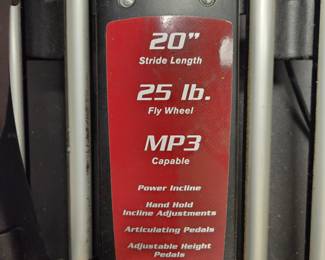 20"
Stride Length
25 lb.
Fly Wheel
MP3
Capable
Power Incline
Hand Hold
Incline Adjustments
Articulating Pedals
Adjustable Height
Pedals